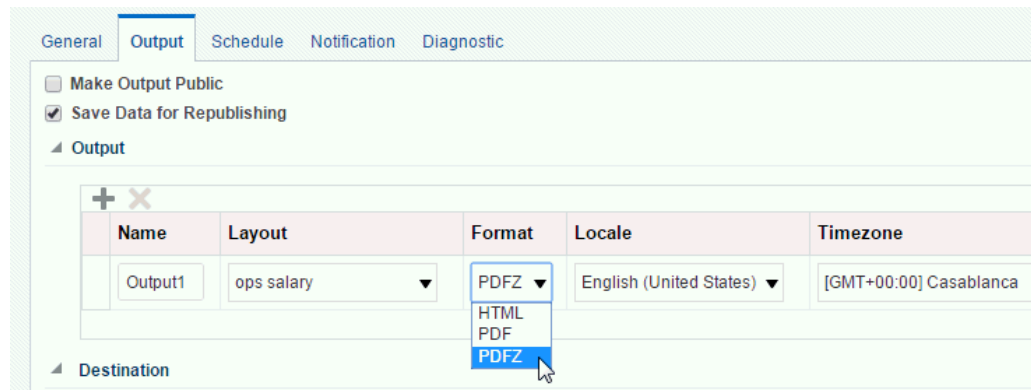 General Output Schedule Notification Diagnostic
Make Output Public
Save Data for Republishing
Output
Name Layout Format Locale Timezone
Output1 ops salary PDFZ English (United States) [GMT+00:00] Casablanca
HTML
PDF
PDFZ
Destination